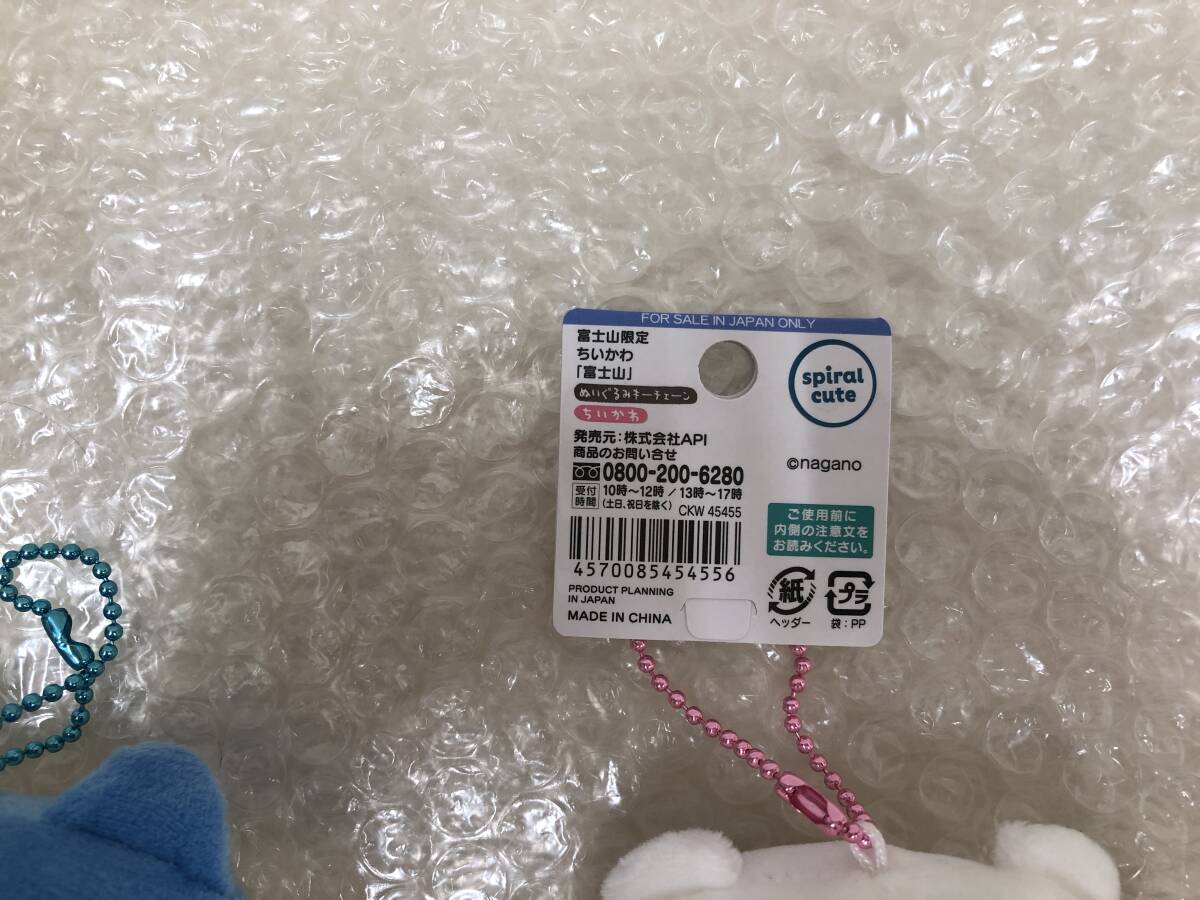 FOR SALE IN JAPAN ONLY
富士山限定
ちいかわ
「富士山」
ぬいぐるみキーチェーン
ちいかわ
発売元:株式会社API
商品のお問い合せ
0800-200-6280
受付時間 10時～12時 / 13時～17時
(土日、祝日を除く) CKW 45455
4570085454556
PRODUCT PLANNING
IN JAPAN
MADE IN CHINA
spiral
cute
©nagano
ご使用前に
内側の注意文を
お読みください。
紙
ヘッダー
プラ
袋:PP